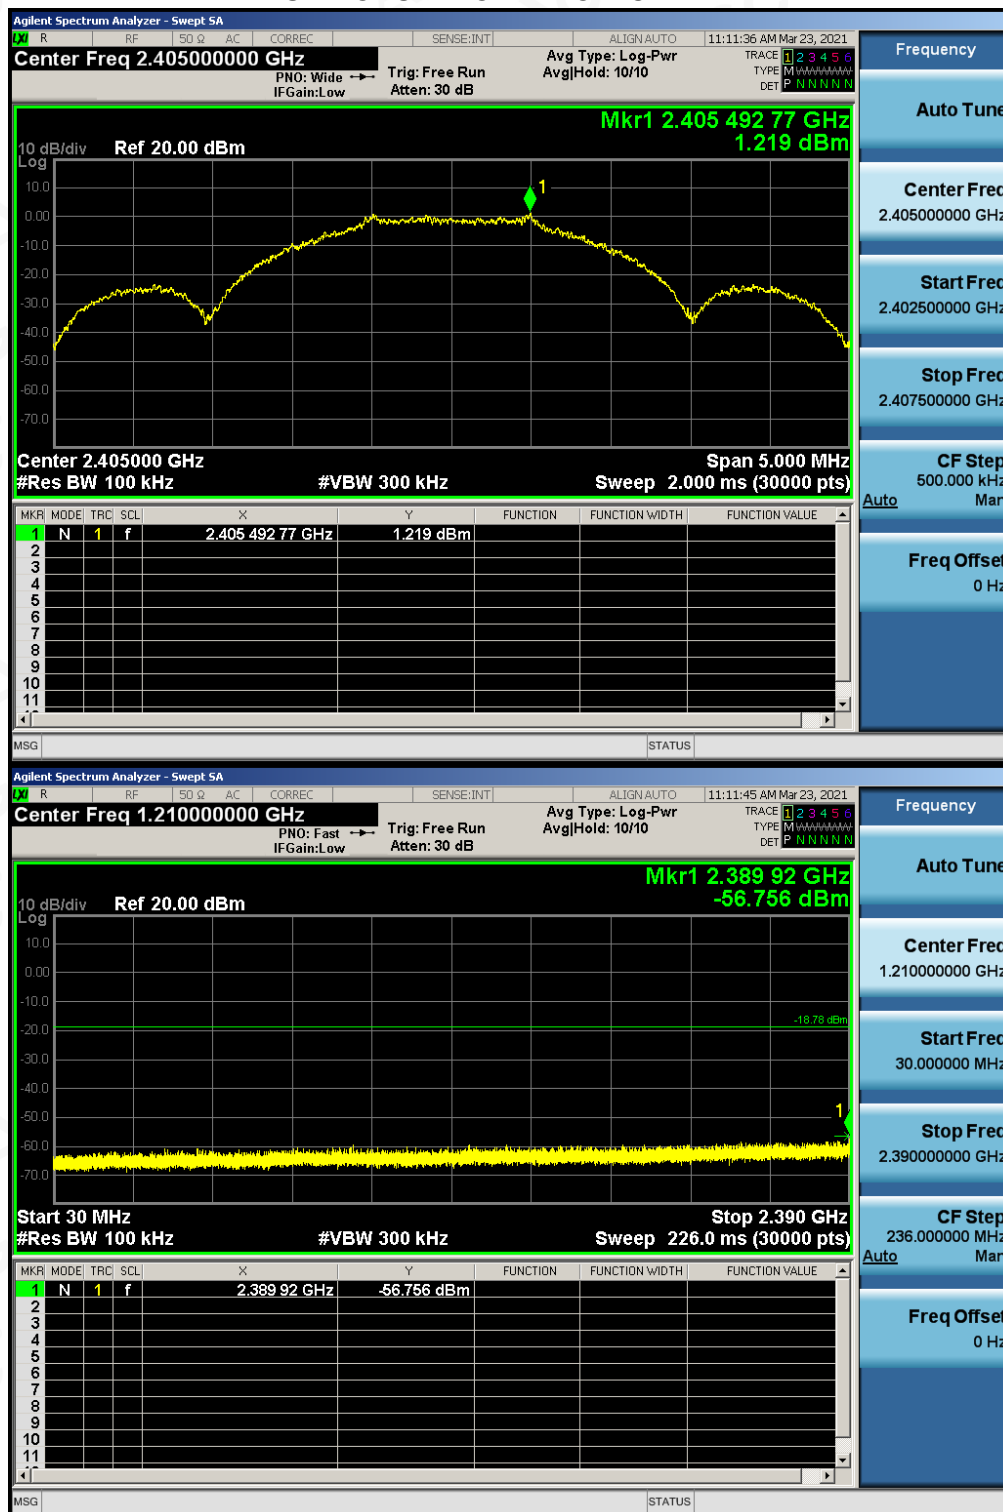 Agilent Spectrum Analyzer - Swept SA
LXI R RF 50 Ω AC CORREC SENSE:INT ALIGN AUTO 11:11:36 AM Mar 23, 2021
Center Freq 2.405000000 GHz
PNO: Wide
IFGain:Low
Trig: Free Run
Atten: 30 dB
Avg Type: Log-Pwr
Avg|Hold: 10/10
TRACE 1 2 3 4 5 6
TYPE M
DET P N N N N N
Mkr1 2.405 492 77 GHz
1.219 dBm
10 dB/div Ref 20.00 dBm
Log
10.0
0.00
-10.0
-20.0
-30.0
-40.0
-50.0
-60.0
-70.0
1
Center 2.405000 GHz Span 5.000 MHz
#Res BW 100 kHz #VBW 300 kHz Sweep 2.000 ms (30000 pts)
MKR MODE TRC SCL X Y FUNCTION FUNCTION WIDTH FUNCTION VALUE
1 N 1 f 2.405 492 77 GHz 1.219 dBm
2
3
4
5
6
7
8
9
10
11
MSG STATUS
Frequency
Auto Tune
Center Freq
2.405000000 GHz
Start Freq
2.402500000 GHz
Stop Freq
2.407500000 GHz
CF Step
500.000 kHz
Auto Man
Freq Offset
0 Hz
Agilent Spectrum Analyzer - Swept SA
LXI R RF 50 Ω AC CORREC SENSE:INT ALIGN AUTO 11:11:45 AM Mar 23, 2021
Center Freq 1.210000000 GHz
PNO: Fast
IFGain:Low
Trig: Free Run
Atten: 30 dB
Avg Type: Log-Pwr
Avg|Hold: 10/10
TRACE 1 2 3 4 5 6
TYPE M
DET P N N N N N
Mkr1 2.389 92 GHz
-56.756 dBm
10 dB/div Ref 20.00 dBm
Log
10.0
0.00
-10.0
-20.0
-30.0
-40.0
-50.0
-60.0
-70.0
-18.78 dBm
1
Start 30 MHz Stop 2.390 GHz
#Res BW 100 kHz #VBW 300 kHz Sweep 226.0 ms (30000 pts)
MKR MODE TRC SCL X Y FUNCTION FUNCTION WIDTH FUNCTION VALUE
1 N 1 f 2.389 92 GHz -56.756 dBm
2
3
4
5
6
7
8
9
10
11
MSG STATUS
Frequency
Auto Tune
Center Freq
1.210000000 GHz
Start Freq
30.000000 MHz
Stop Freq
2.390000000 GHz
CF Step
236.000000 MHz
Auto Man
Freq Offset
0 Hz